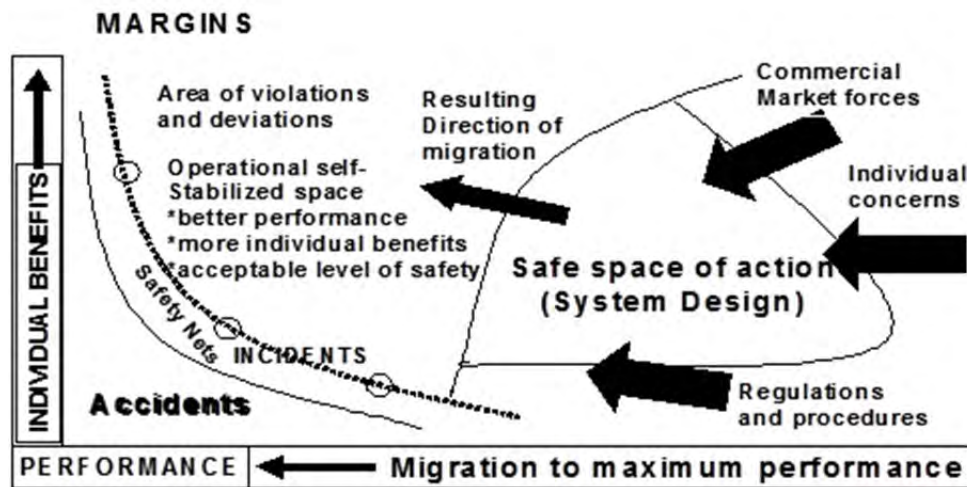 MARGINS
INDIVIDUAL BENEFITS
Area of violations
and deviations
Operational self-
Stabilized space
*better performance
*more individual benefits
*acceptable level of safety
Resulting
Direction of
migration
Commercial
Market forces
Individual
concerns
Safe space of action
(System Design)
Safety Nets
INCIDENTS
Accidents
Regulations
and procedures
PERFORMANCE
Migration to maximum performance